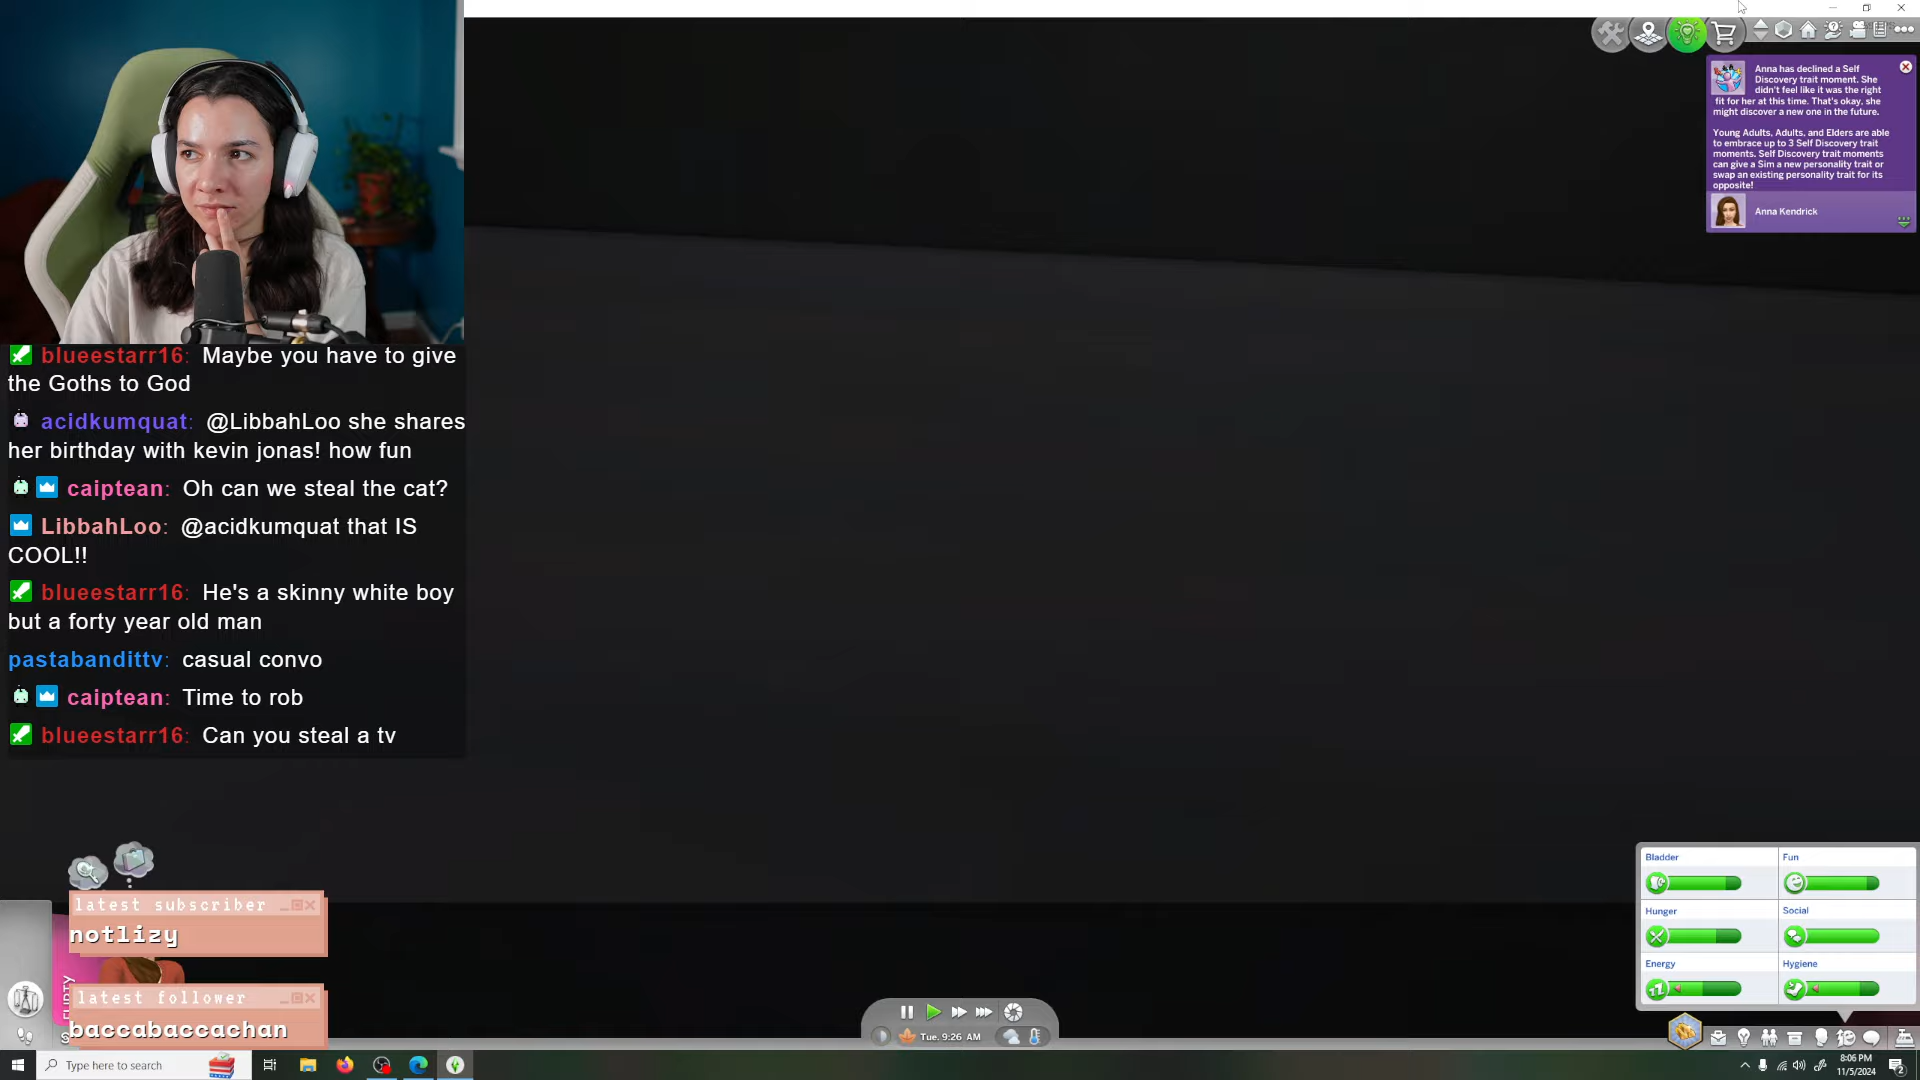 Anna has declined a Self
Discovery trait moment. She
didn't feel like it was the right
fit for her at this time. That's okay, she
might discover a new one in the future.
Young Adults, Adults, and Elders are able
to embrace up to 3 Self Discovery trait
moments. Self Discovery trait moments
can give a Sim a new personality trait or
swap an existing personality trait for its
opposite!
Anna Kendrick
blueestarr16: Maybe you have to give
the Goths to God
acidkumquat: @LibbahLoo she shares
her birthday with kevin jonas! how fun
caiptean: Oh can we steal the cat?
LibbahLoo: @acidkumquat that IS
COOL!!
blueestarr16: He's a skinny white boy
but a forty year old man
pastabandittv: casual convo
caiptean: Time to rob
blueestarr16: Can you steal a tv
latest subscriber
notlizy
latest follower
baccabaccachan
Bladder
Fun
Hunger
Social
Energy
Hygiene
Tue. 9:26 AM
Type here to search
8:06 PM
11/5/2024